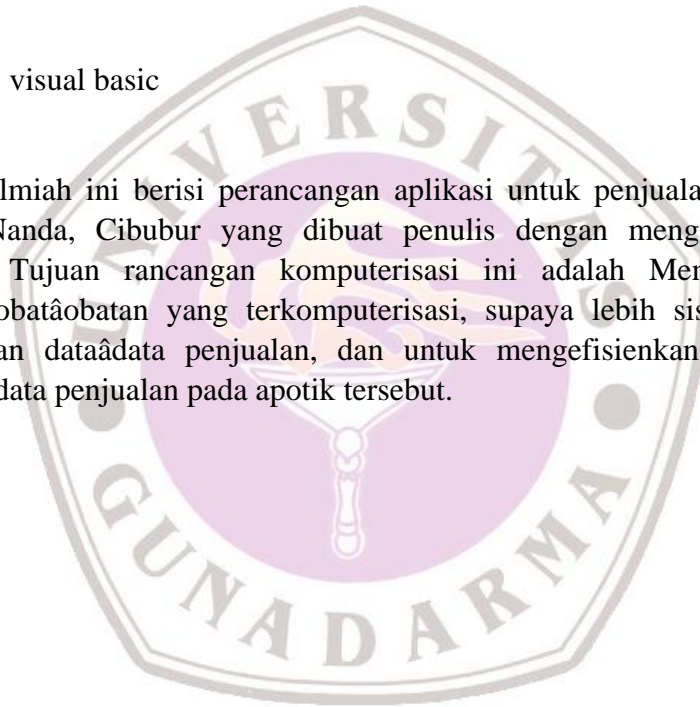 visual basic
lmiah ini berisi perancangan aplikasi untuk penjuala
Nanda, Cibubur yang dibuat penulis dengan meng
Tujuan rancangan komputerisasi ini adalah Mer
obatâobatan yang terkomputerisasi, supaya lebih sis
an dataâdata penjualan, dan untuk mengefisienkan
data penjualan pada apotik tersebut.
UNIVERSITAS
GUNADARMA